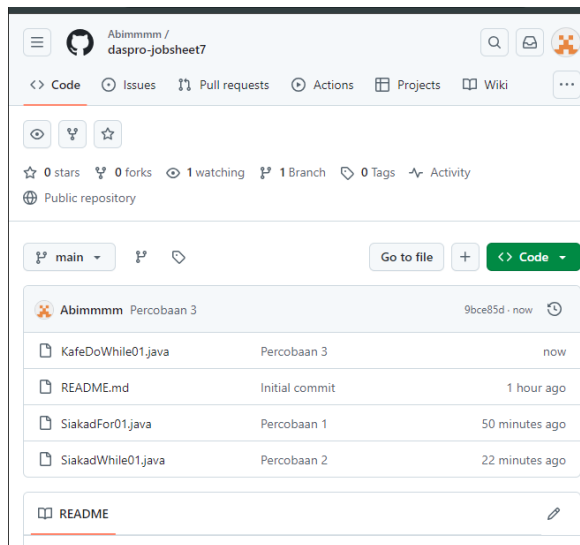 Abimmmm /
daspro-jobsheet7
Code Issues Pull requests Actions Projects Wiki
0 stars 0 forks 1 watching 1 Branch 0 Tags Activity
Public repository
main Go to file Code
Abimmmm Percobaan 3 9bce85d · now
KafeDoWhile01.java Percobaan 3 now
README.md Initial commit 1 hour ago
SiakadFor01.java Percobaan 1 50 minutes ago
SiakadWhile01.java Percobaan 2 22 minutes ago
README